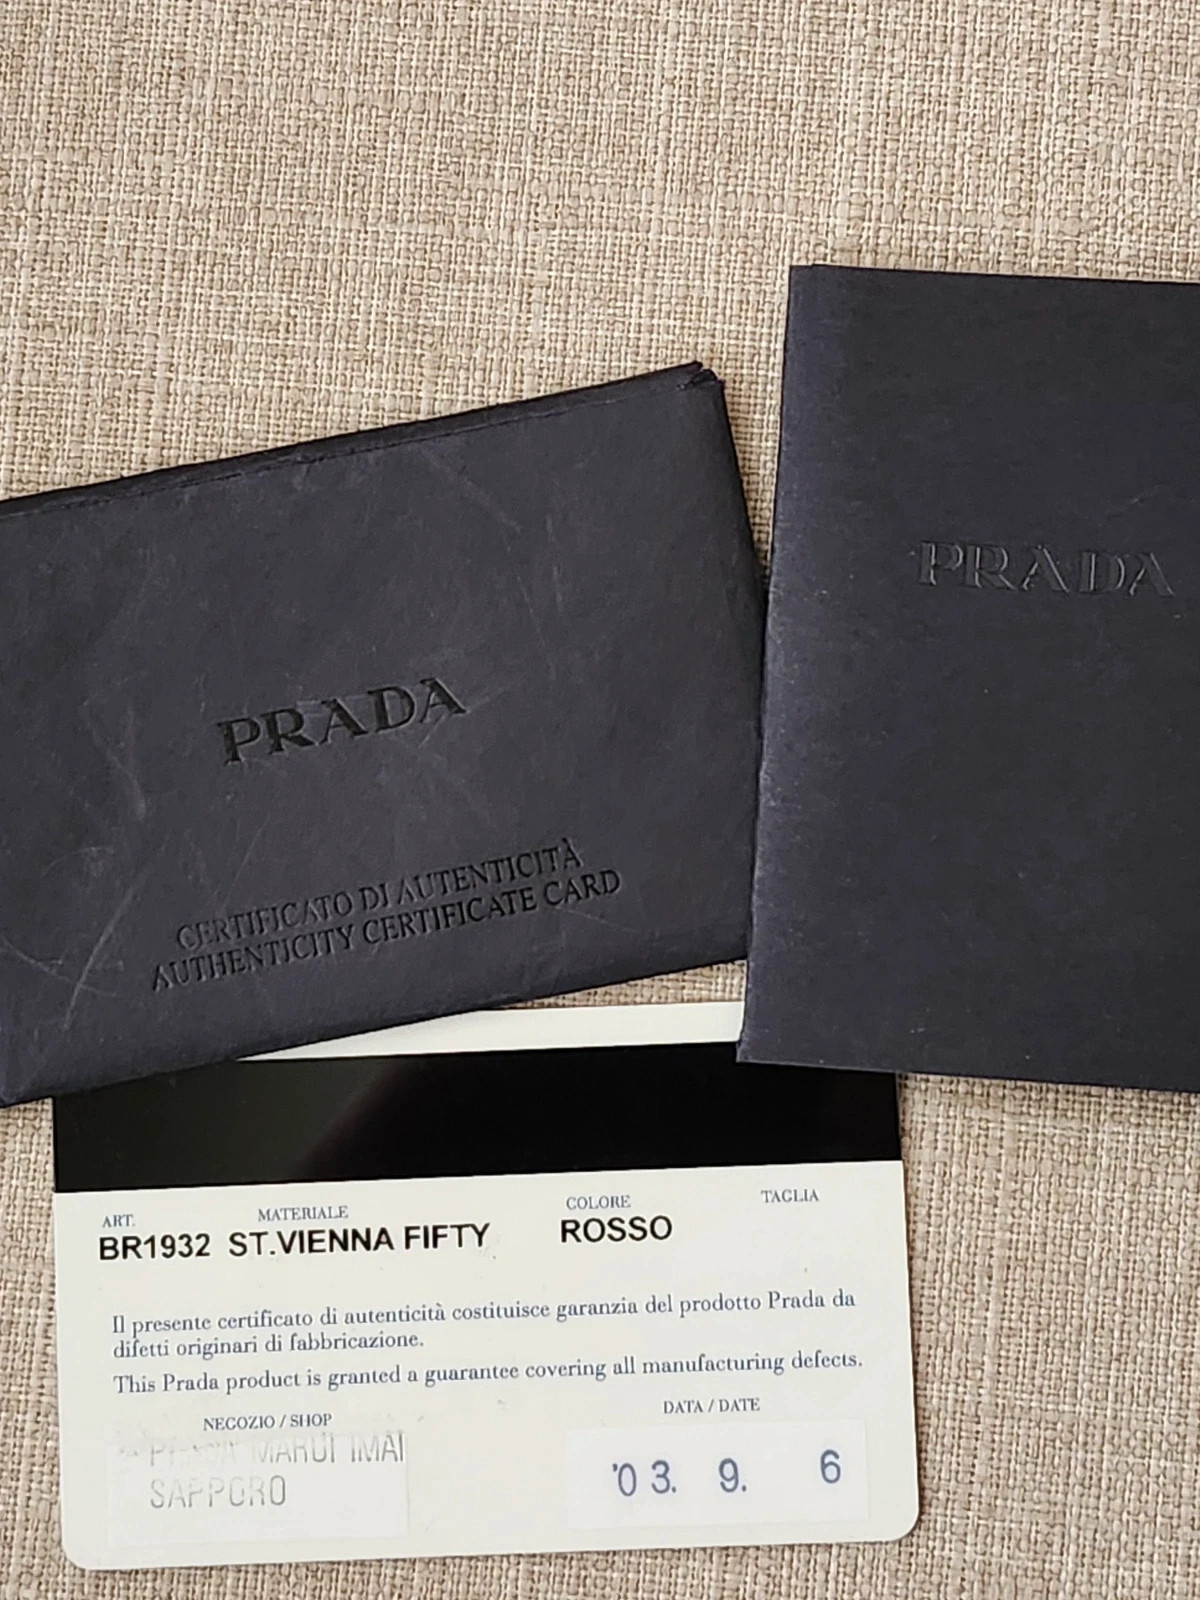 PRADA
PRADA
CERTIFICATO DI AUTENTICITÀ
AUTHENTICITY CERTIFICATE CARD
ART. MATERIALE COLORE TAGLIA
BR1932 ST.VIENNA FIFTY ROSSO
Il presente certificato di autenticità costituisce garanzia del prodotto Prada da
difetti originari di fabbricazione.
This Prada product is granted a guarantee covering all manufacturing defects.
NEGOZIO / SHOP DATA / DATE
MARUI IMAI
SAPPORO
'03. 9. 6